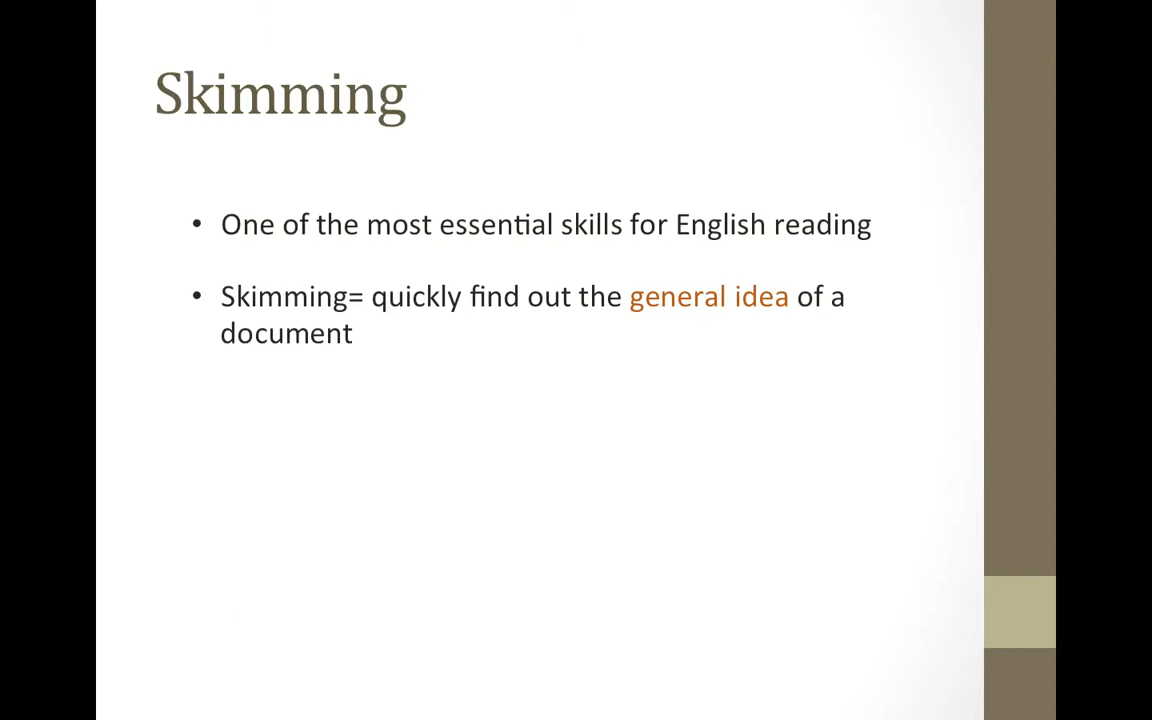 Skimming
• One of the most essential skills for English reading
• Skimming= quickly find out the general idea of a
document